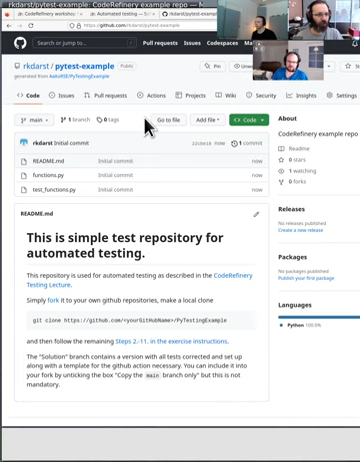 rkdarst/pytest-example: CodeRefinery example repo — M
CodeRefinery workshop
Automated testing —
rkdarst/pytest-example
https://github.com/rkdarst/pytest-example
Search or jump to...
Pull requests Issues Codespaces Mark
rkdarst / pytest-example Public
generated from AaltoRSE/PyTestingExample
Pin
Code Issues Pull requests Actions Projects Wiki Security Insights Settings
main 1 branch 0 tags Go to file Add file Code
rkdarst Initial commit now 1 commit
README.md Initial commit now
functions.py Initial commit now
test_functions.py Initial commit now
README.md
This is simple test repository for
automated testing.
This repository is used for automated testing as described in the CodeRefinery
Testing Lecture.
Simply fork it to your own github repositories, make a local clone
git clone https://github.com/<yourGitHubName>/PyTestingExample
and then follow the remaining Steps 2.-11. in the exercise instructions.
The "Solution" branch contains a version with all tests corrected and set up
along with a template for the github action necessary. You can include it into
your fork by unticking the box "Copy the main branch only" but this is not
mandatory.
About
CodeRefinery example repo
Readme
0 stars
1 watching
0 forks
Releases
No releases published
Create a new release
Packages
No packages published
Publish your first package
Languages
Python 100.0%